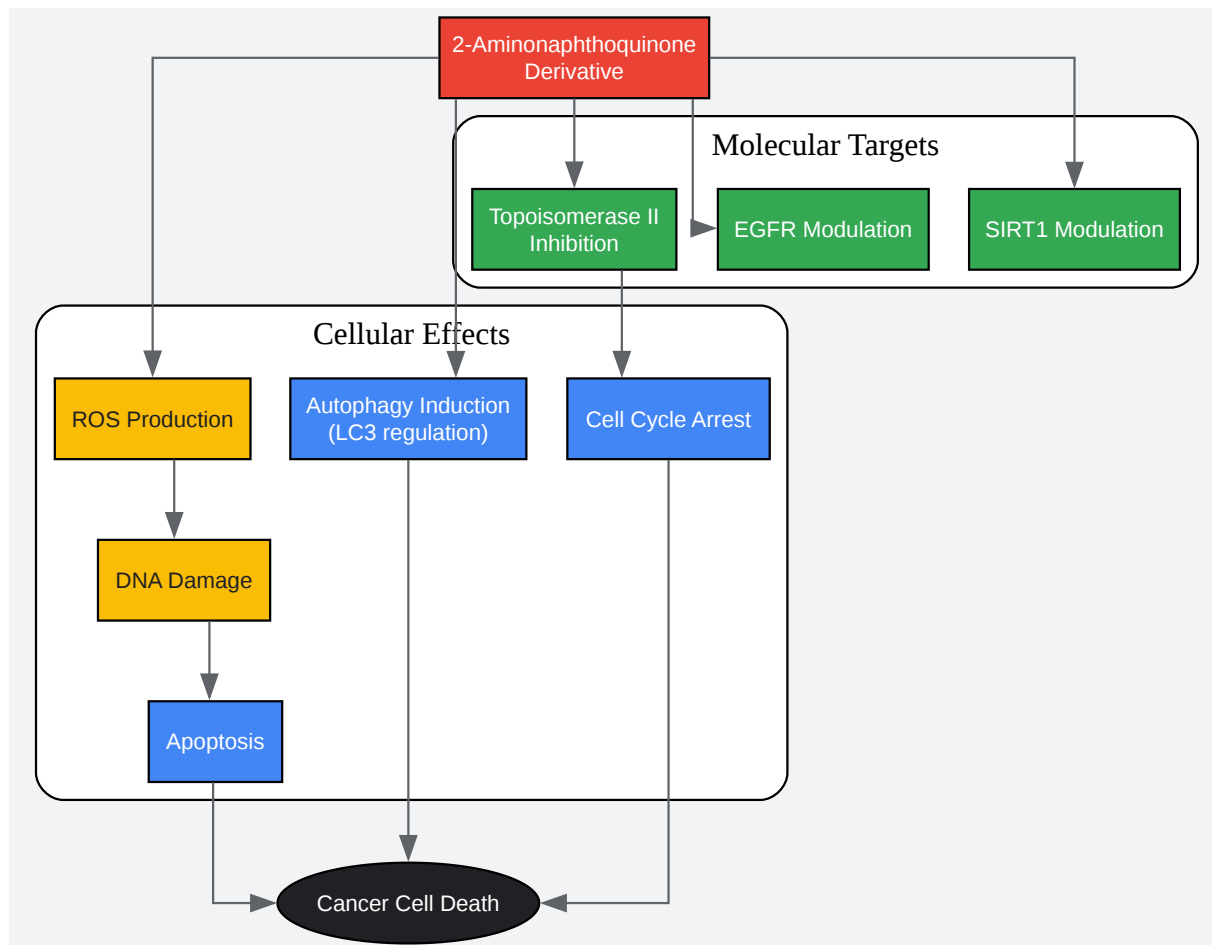 2-Aminonaphthoquinone
Derivative
Molecular Targets
Topoisomerase II
Inhibition
EGFR Modulation
SIRT1 Modulation
Cellular Effects
ROS Production
Autophagy Induction
(LC3 regulation)
Cell Cycle Arrest
DNA Damage
Apoptosis
Cancer Cell Death